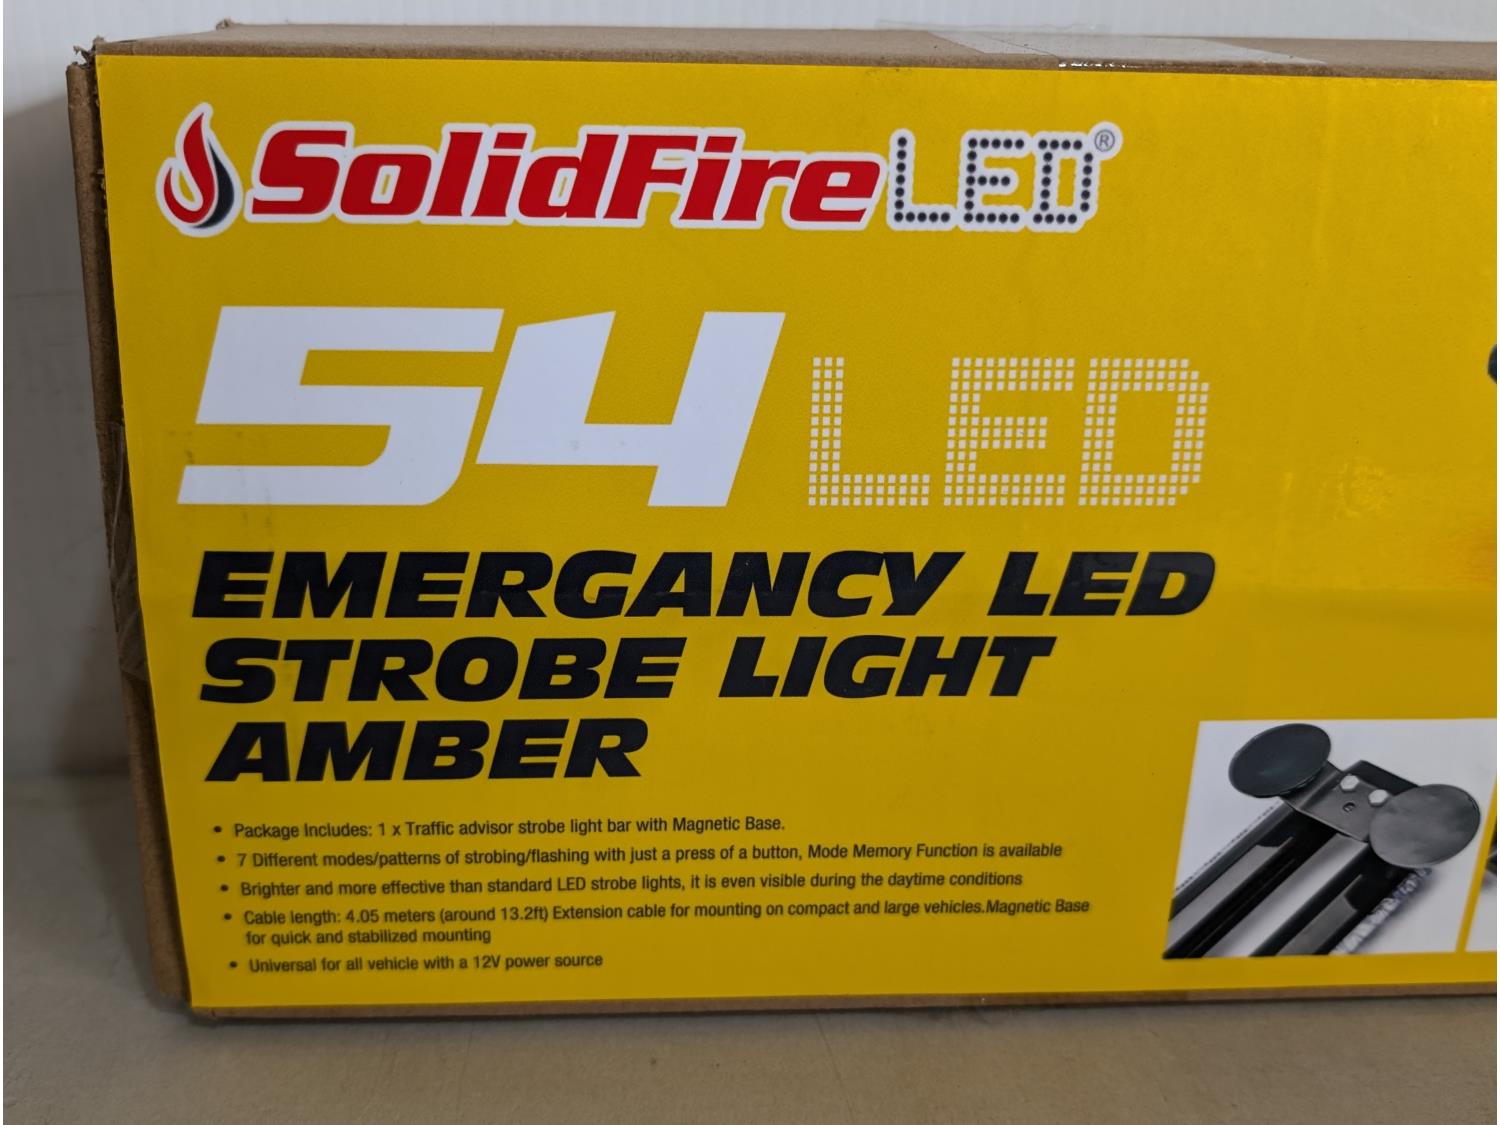 SolidFire LED®
54 LED
EMERGANCY LED
STROBE LIGHT
AMBER
• Package Includes: 1 x Traffic advisor strobe light bar with Magnetic Base.
• 7 Different modes/patterns of strobing/flashing with just a press of a button, Mode Memory Function is available
• Brighter and more effective than standard LED strobe lights, it is even visible during the daytime conditions
• Cable length: 4.05 meters (around 13.2ft) Extension cable for mounting on compact and large vehicles.Magnetic Base
for quick and stabilized mounting
• Universal for all vehicle with a 12V power source